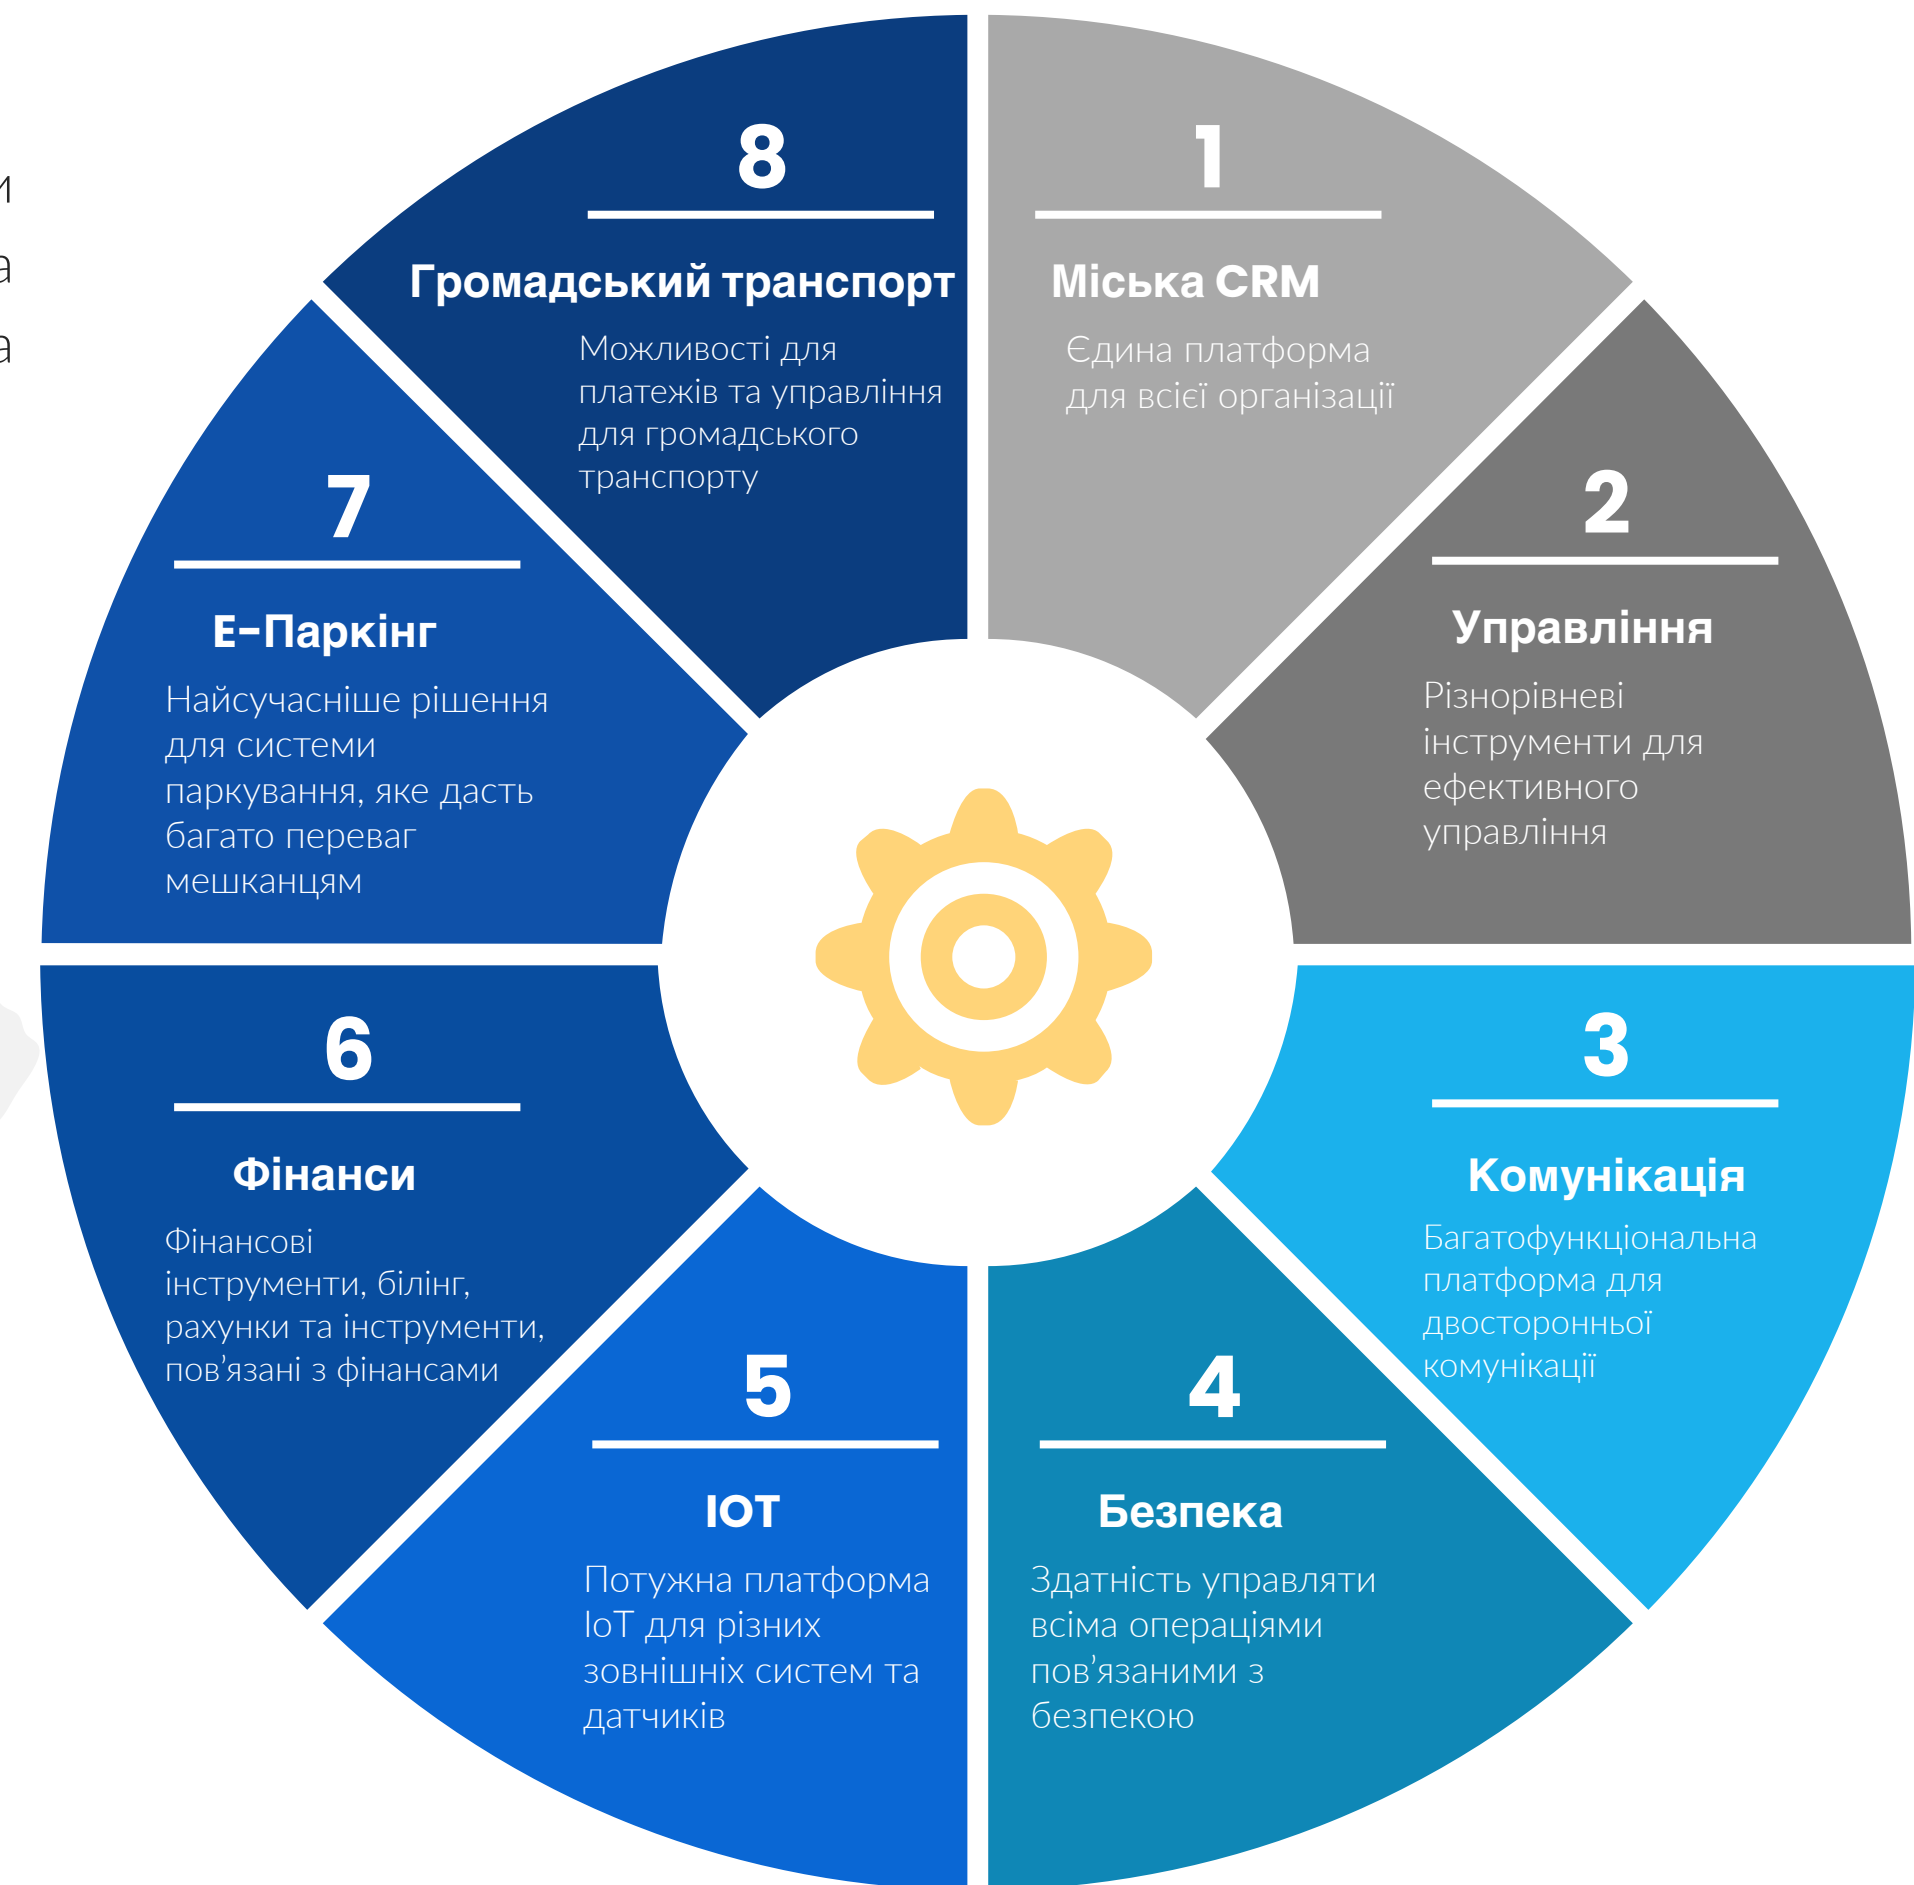 1
Міська CRM
Єдина платформа
для всієї організації
2
Управління
Різнорівневі
інструменти для
ефективного
управління
3
Комунікація
Багатофункціональна
платформа для
двосторонньої
комунікації
4
Безпека
Здатність управляти
всіма операціями
пов’язаними з
безпекою
5
IOT
Потужна платформа
IoT для різних
зовнішніх систем та
датчиків
6
Фінанси
Фінансові
інструменти, білінг,
рахунки та інструменти,
пов’язані з фінансами
7
Е-Паркінг
Найсучасніше рішення
для системи
паркування, яке дасть
багато переваг
мешканцям
8
Громадський транспорт
Можливості для
платежів та управління
для громадського
транспорту